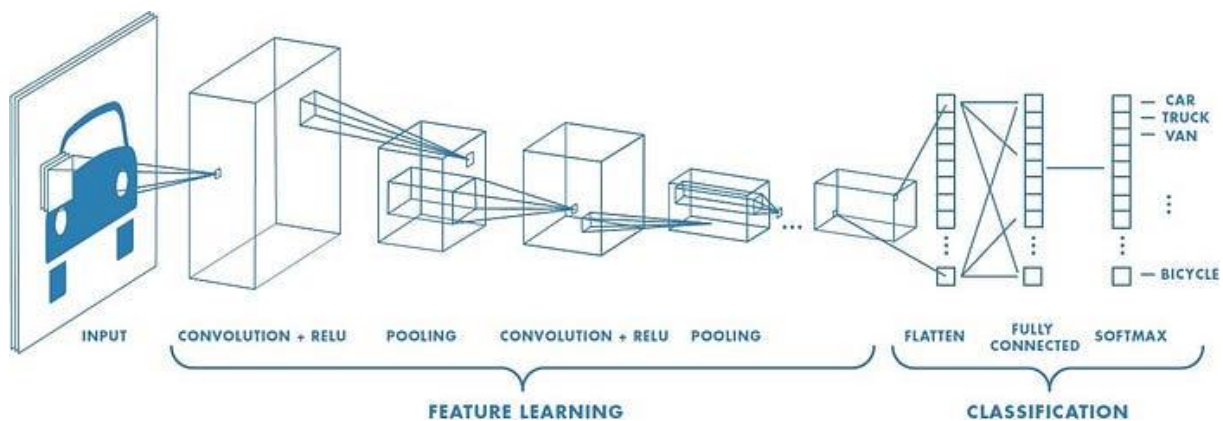 CAR
TRUCK
VAN
BICYCLE
INPUT
CONVOLUTION + RELU
POOLING
CONVOLUTION + RELU
POOLING
FLATTEN
FULLY
CONNECTED
SOFTMAX
FEATURE LEARNING
CLASSIFICATION